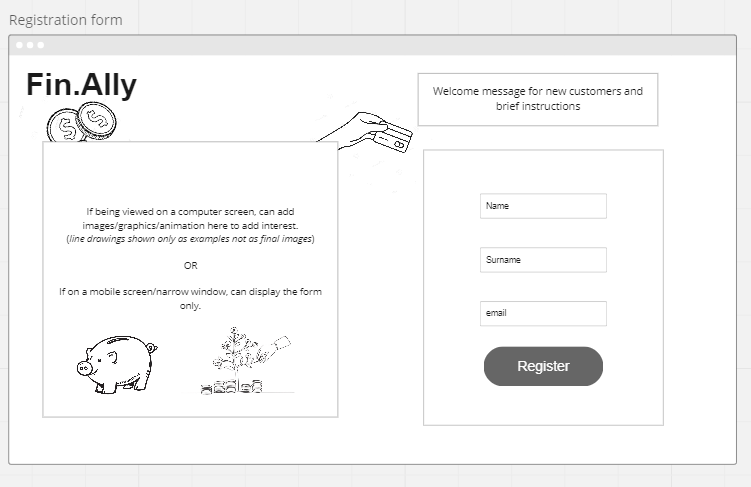 Registration form
Fin.Ally
Welcome message for new customers and
brief instructions
If being viewed on a computer screen, can add
images/graphics/animation here to add interest.
(line drawings shown only as examples not as final images)
OR
If on a mobile screen/narrow window, can display the form
only.
Name
Surname
email
Register